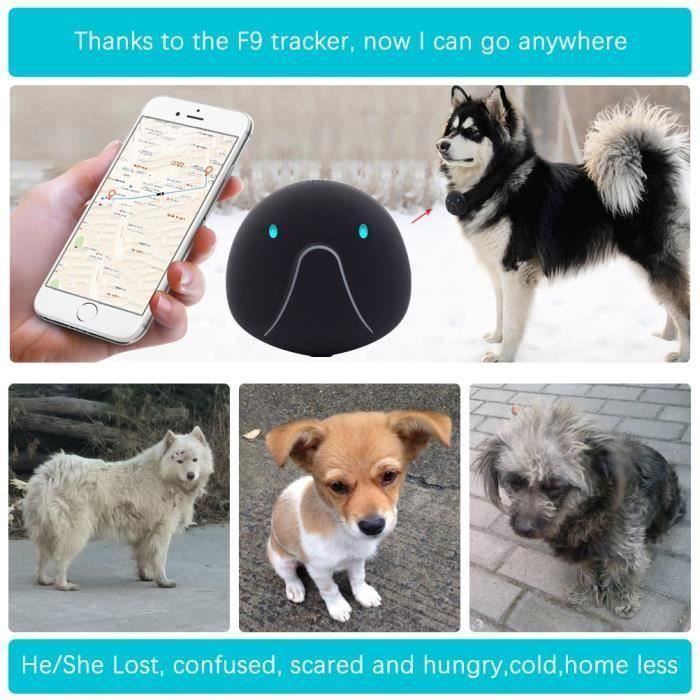 Thanks to the F9 tracker, now I can go anywhere
He/She Lost, confused, scared and hungry,cold,home less